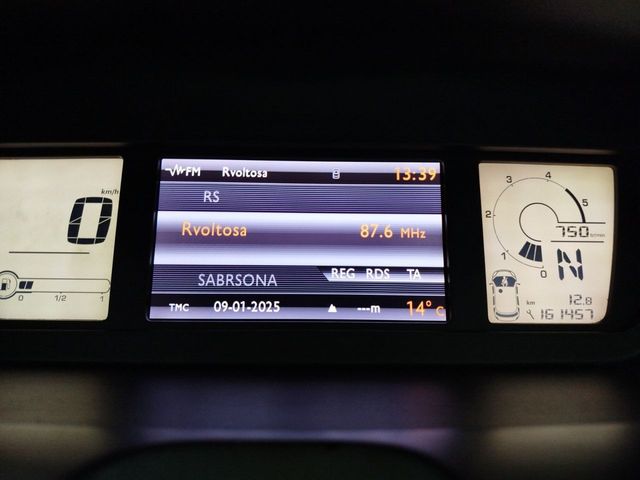 km/h
0
0 1/2 1
FM Rvoltosa 13:39
RS
Rvoltosa 87.6 MHz
SABRSONA REG RDS TA
TMC 09-01-2025 ---m 14°C
0 1 2 3 4 5
750
N
km 12.8
161457